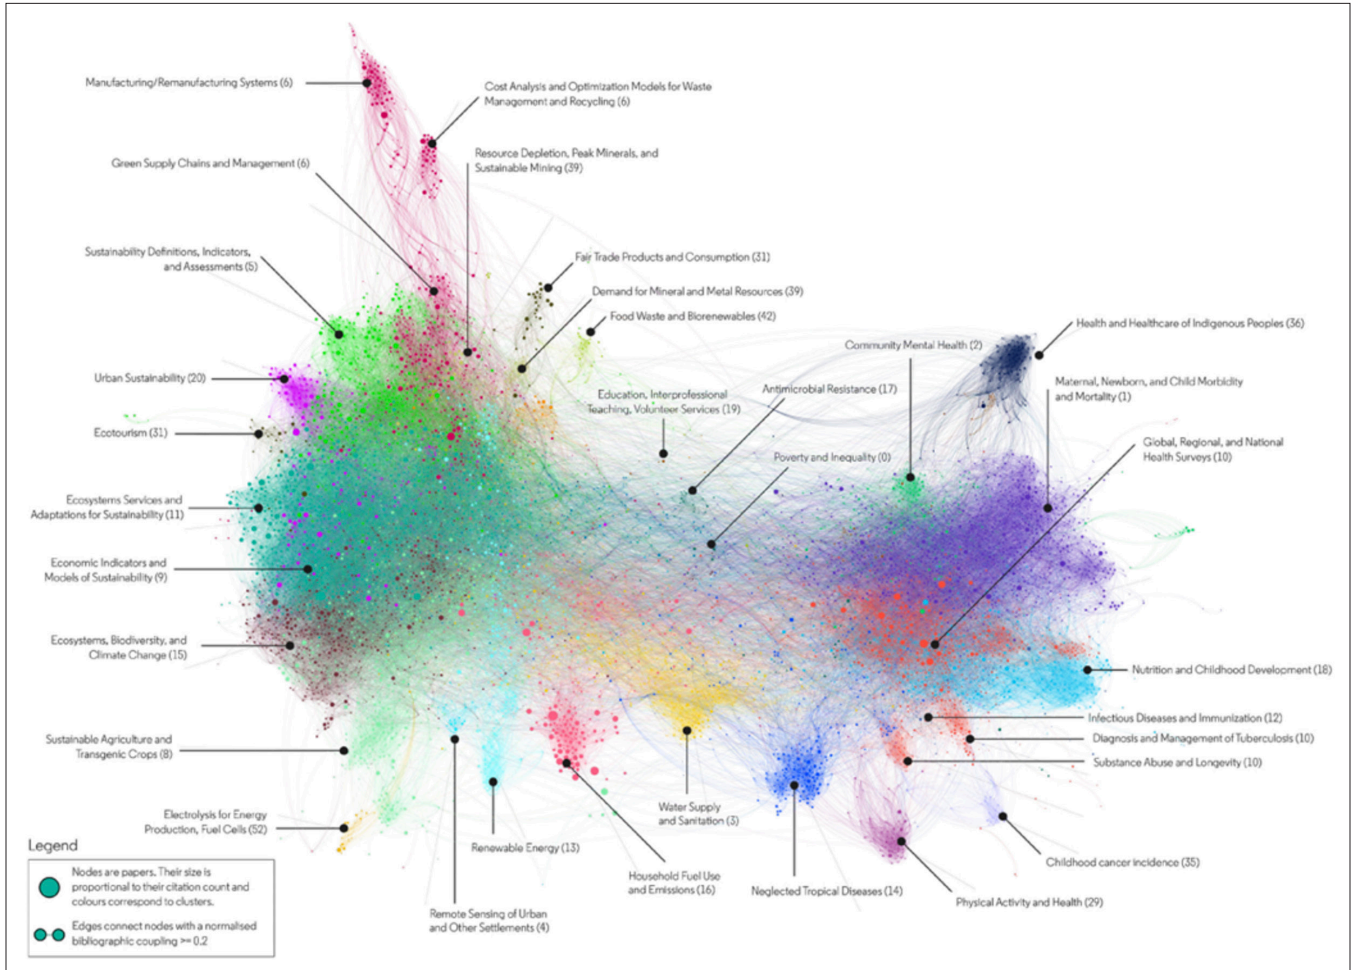 Manufacturing/Remanufacturing Systems (6)
Cost Analysis and Optimization Models for Waste
Management and Recycling (6)
Green Supply Chains and Management (6)
Resource Depletion, Peak Minerals, and
Sustainable Mining (39)
Sustainability Definitions, Indicators,
and Assessments (5)
Fair Trade Products and Consumption (31)
Demand for Mineral and Metal Resources (39)
Food Waste and Biorenewables (42)
Health and Healthcare of Indigenous Peoples (36)
Community Mental Health (2)
Urban Sustainability (20)
Education, Interprofessional
Teaching, Volunteer Services (19)
Antimicrobial Resistance (17)
Maternal, Newborn, and Child Morbidity
and Mortality (1)
Ecotourism (31)
Poverty and Inequality (0)
Global, Regional, and National
Health Surveys (10)
Ecosystems Services and
Adaptations for Sustainability (11)
Economic Indicators and
Models of Sustainability (9)
Ecosystems, Biodiversity, and
Climate Change (15)
Nutrition and Childhood Development (18)
Infectious Diseases and Immunization (12)
Diagnosis and Management of Tuberculosis (10)
Substance Abuse and Longevity (10)
Sustainable Agriculture and
Transgenic Crops (8)
Electrolysis for Energy
Production, Fuel Cells (52)
Water Supply
and Sanitation (3)
Renewable Energy (13)
Household Fuel Use
and Emissions (16)
Neglected Tropical Diseases (14)
Childhood cancer incidence (35)
Physical Activity and Health (29)
Remote Sensing of Urban
and Other Settlements (4)
Legend
Nodes are papers. Their size is
proportional to their citation count and
colours correspond to clusters.
Edges connect nodes with a normalised
bibliographic coupling >= 0.2